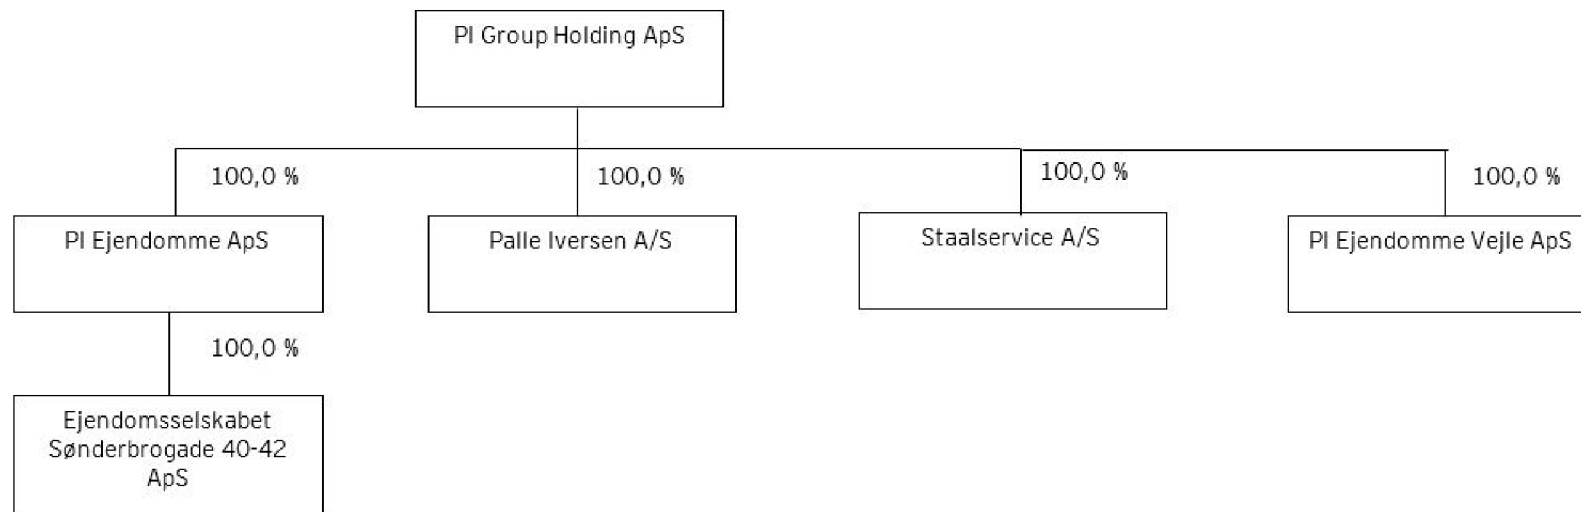 PI Group Holding ApS
100,0 %
100,0 %
100,0 %
100,0 %
PI Ejendomme ApS
Palle Iversen A/S
Staalservice A/S
PI Ejendomme Vejle ApS
100,0 %
Ejendomsselskabet
Sønderbrogade 40-42
ApS